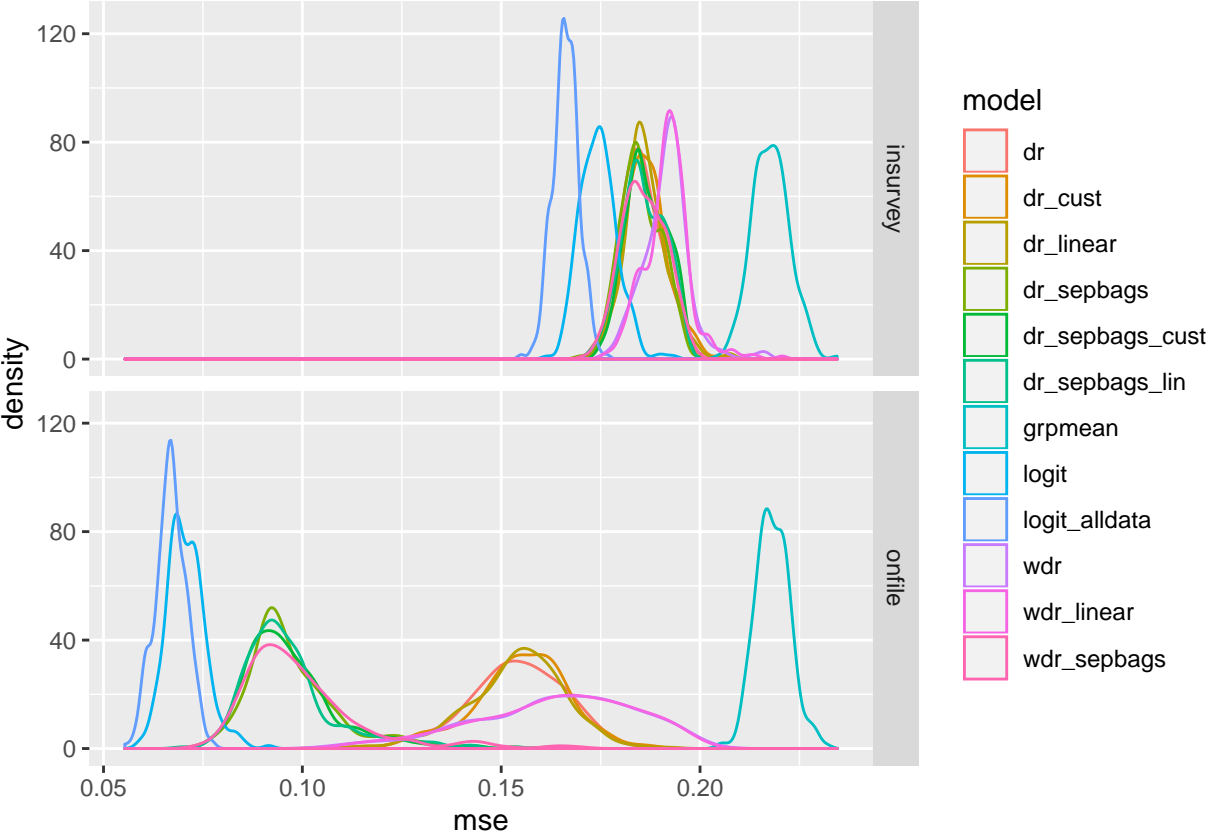 density
120
80
40
0
insurvey
120
80
40
0
onfile
0.05
0.10
0.15
0.20
mse
model
dr
dr_cust
dr_linear
dr_sepbags
dr_sepbags_cust
dr_sepbags_lin
grpmean
logit
logit_alldata
wdr
wdr_linear
wdr_sepbags